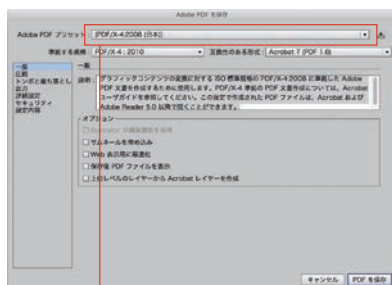 Adobe PDF を保存
Adobe PDF プリセット： [PDF/X-4:2008 (日本)]
準拠する規格： PDF/X-4：2010 互換性のある形式： Acrobat 7 (PDF 1.6)
一般
圧縮
トンボと裁ち落とし
出力
詳細設定
セキュリティ
設定内容
一般
説明： グラフィックコンテンツの変換に対する ISO 標準規格の PDF/X-4:2008 に準拠した Adobe
PDF 文書を作成するために使用します。PDF/X-4 準拠の PDF 文書作成については、Acrobat
ユーザガイドを参照してください。この設定で作成された PDF ファイルは、Acrobat および
Adobe Reader 5.0 以降で開くことができます。
オプション
Illustrator の編集機能を保持
サムネールを埋め込み
Web 表示用に最適化
保存後 PDF ファイルを表示
上位レベルのレイヤーから Acrobat レイヤーを作成
キャンセル PDF を保存